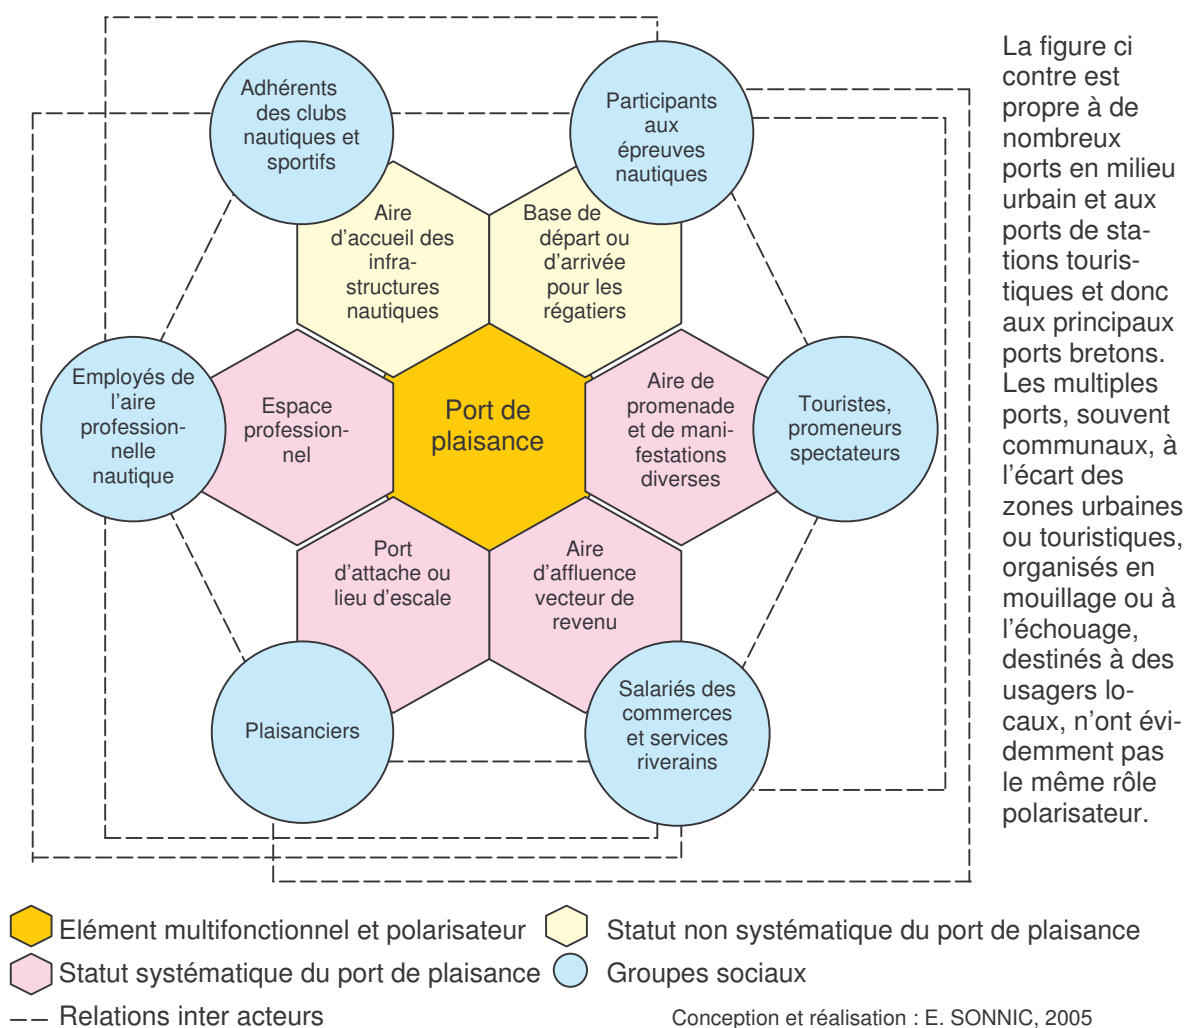 Adhérents
des clubs
nautiques et
sportifs
Participants
aux
épreuves
nautiques
Aire
d’accueil des
infra-
structures
nautiques
Base de
départ ou
d’arrivée
pour les
régatiers
Employés de
l’aire
profession-
nelle
nautique
Espace
profession-
nel
Port de
plaisance
Aire de
promenade
et de mani-
festations
diverses
Touristes,
promeneurs
spectateurs
Port
d’attache ou
lieu d’escale
Aire
d’affluence
vecteur de
revenu
Plaisanciers
Salariés des
commerces
et services
riverains
La figure ci
contre est
propre à de
nombreux
ports en milieu
urbain et aux
ports de sta-
tions touris-
tiques et donc
aux principaux
ports bretons.
Les multiples
ports, souvent
communaux, à
l’écart des
zones urbaines
ou touristiques,
organisés en
mouillage ou à
l’échouage,
destinés à des
usagers lo-
caux, n’ont évi-
demment pas
le même rôle
polarisateur.
Elément multifonctionnel et polarisateur
Statut non systématique du port de plaisance
Statut systématique du port de plaisance
Groupes sociaux
Relations inter acteurs
Conception et réalisation : E. SONNIC, 2005